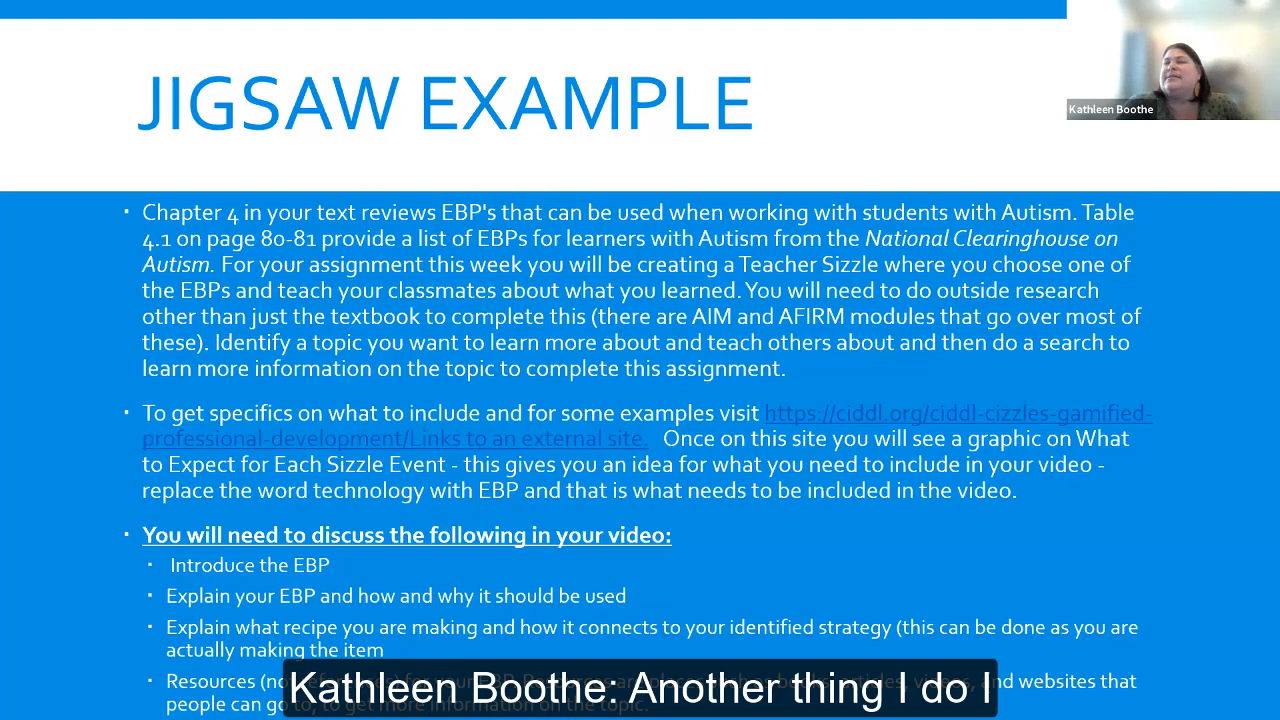 JIGSAW EXAMPLE
Kathleen Boothe
Chapter 4 in your text reviews EBP's that can be used when working with students with Autism. Table
4.1 on page 80-81 provide a list of EBPs for learners with Autism from the National Clearinghouse on
Autism. For your assignment this week you will be creating a Teacher Sizzle where you choose one of
the EBPs and teach your classmates about what you learned. You will need to do outside research
other than just the textbook to complete this (there are AIM and AFIRM modules that go over most of
these). Identify a topic you want to learn more about and teach others about and then do a search to
learn more information on the topic to complete this assignment.
To get specifics on what to include and for some examples visit https://ciddl.org/ciddl-cizzles-gamified-
professional-development/Links to an external site. Once on this site you will see a graphic on What
to Expect for Each Sizzle Event - this gives you an idea for what you need to include in your video -
replace the word technology with EBP and that is what needs to be included in the video.
You will need to discuss the following in your video:
Introduce the EBP
Explain your EBP and how and why it should be used
Explain what recipe you are making and how it connects to your identified strategy (this can be done as you are
actually making the item
Resources and websites that
people can go to, to get more information on the topic.
Kathleen Boothe: Another thing I do I